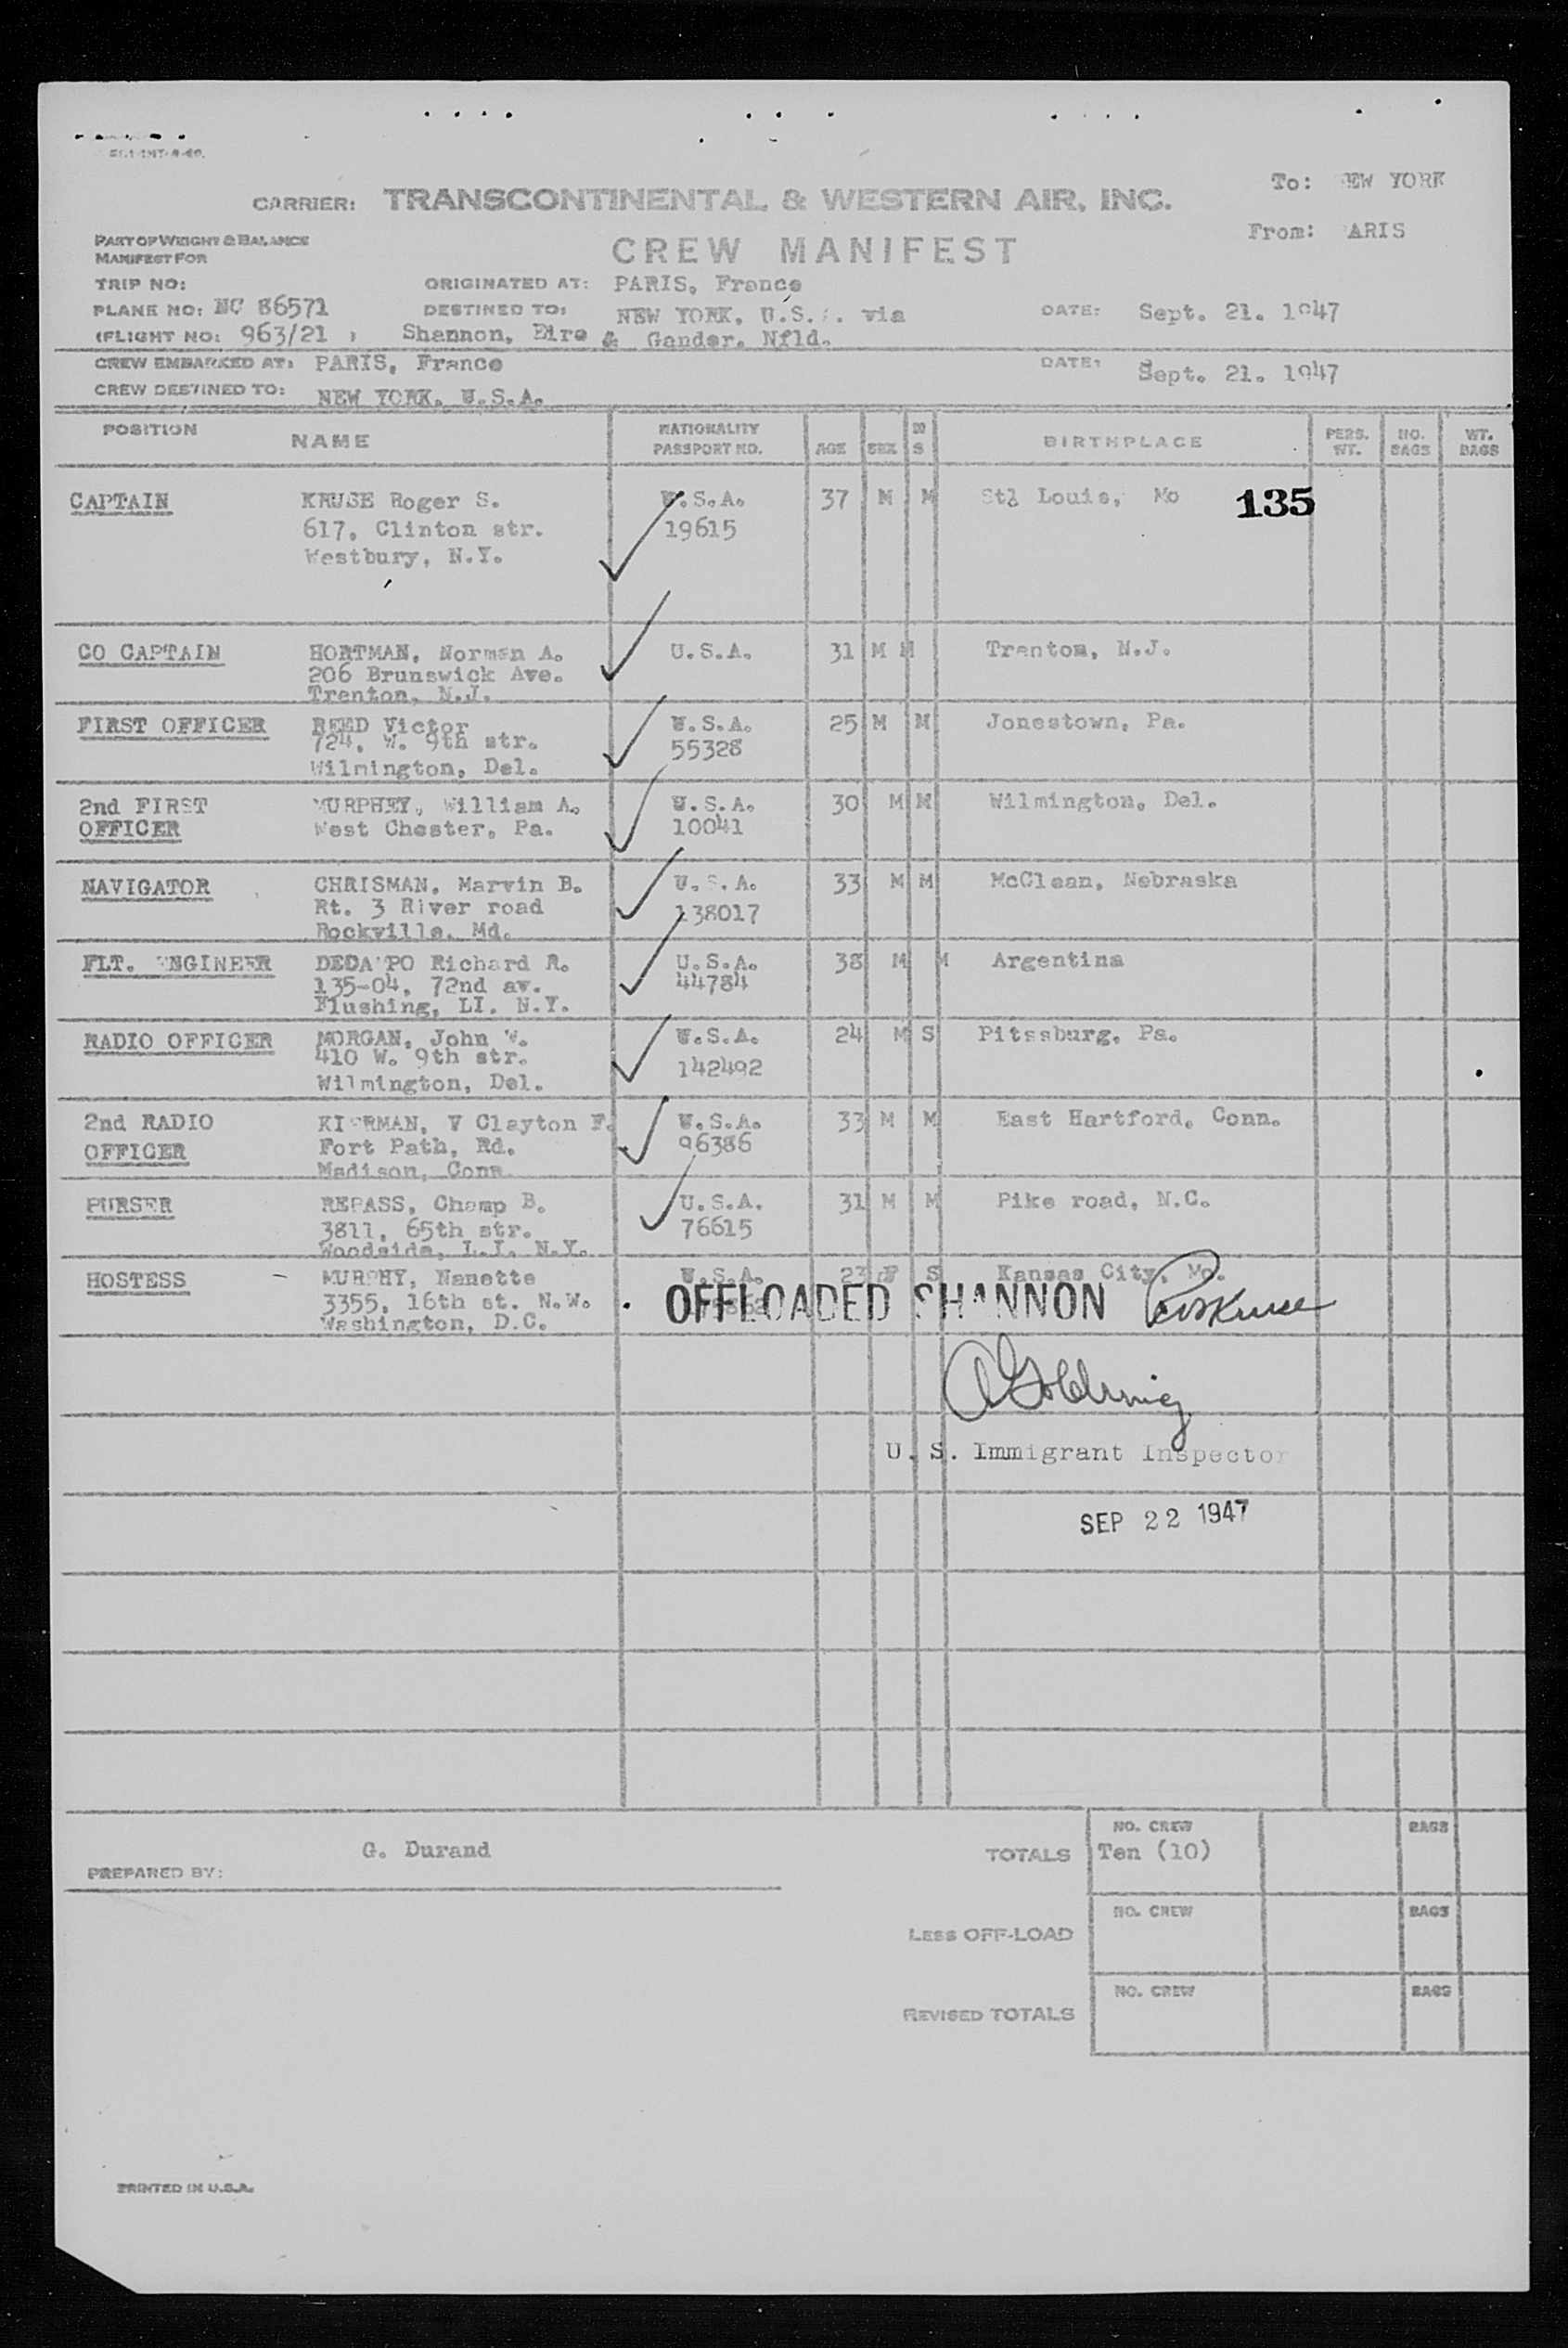 CARRIER: TRANSCONTINENTAL & WESTERN AIR, INC.
To: NEW YORK
From: ARIS
PART OF WEIGHT & BALANCE
MANIFEST FOR
CREW MANIFEST
TRIP NO:
ORIGINATED AT: PARIS, France
PLANE NO: NC 86571
DESTINED TO: NEW YORK, U.S. . via
DATE: Sept. 21. 1947
(FLIGHT NO: 963/21 ) Shannon, Eire & Gander. Nfld.
CREW EMBARKED AT: PARIS, France
DATE: Sept. 21. 1947
CREW DESTINED TO: NEW YORK. U.S.A.
POSITION NAME NATIONALITY PASSPORT NO. AGE SEX M S BIRTHPLACE PERS. WT. NO. BAGS WT. BAGS
CAPTAIN KRUSE Roger S. U.S.A. 37 M M Stl Louis, Mo 135
617, Clinton str. 19615
Westbury, N.Y.
CO CAPTAIN HORTMAN, Norman A. U.S.A. 31 M M Trenton, N.J.
206 Brunswick Ave.
Trenton, N.J.
FIRST OFFICER REED Victor U.S.A. 25 M M Jonestown, Pa.
724, W. 9th str. 55328
Wilmington, Del.
2nd FIRST MURPHEY, William A. U.S.A. 30 M M Wilmington, Del.
OFFICER West Chester, Pa. 10041
NAVIGATOR CHRISMAN, Marvin B. U.S.A. 33 M M McClean, Nebraska
Rt. 3 River road 138017
Rockville, Md.
FLT. ENGINEER Richard R. U.S.A. 38 M M Argentina
135-04, 72nd av. 44784
Flushing, LI. N.Y.
RADIO OFFICER MORGAN, John W. U.S.A. 24 M S Pitssburg, Pa.
410 W. 9th str. 142492
Wilmington, Del.
2nd RADIO KIERMAN, V Clayton F. U.S.A. 33 M M East Hartford, Conn.
OFFICER Fort Path, Rd. 96386
Madison, Conn
PURSER REPASS, Champ B. U.S.A. 31 M M Pike road, N.C.
3811, 65th str. 76615
Woodside, L.I. N.Y.
HOSTESS MURPHY, Nanette U.S.A. 23 F S Kansas City, Mo.
3355, 16th st. N.W. OFFLOADED SHANNON
Washington, D.C.
U. S. Immigrant Inspector
SEP 22 1947
G. Durand
PREPARED BY:
TOTALS NO. CREW Ten (10) BAGS
LESS OFF-LOAD NO. CREW BAGS
REVISED TOTALS NO. CREW BAGS
PRINTED IN U.S.A.